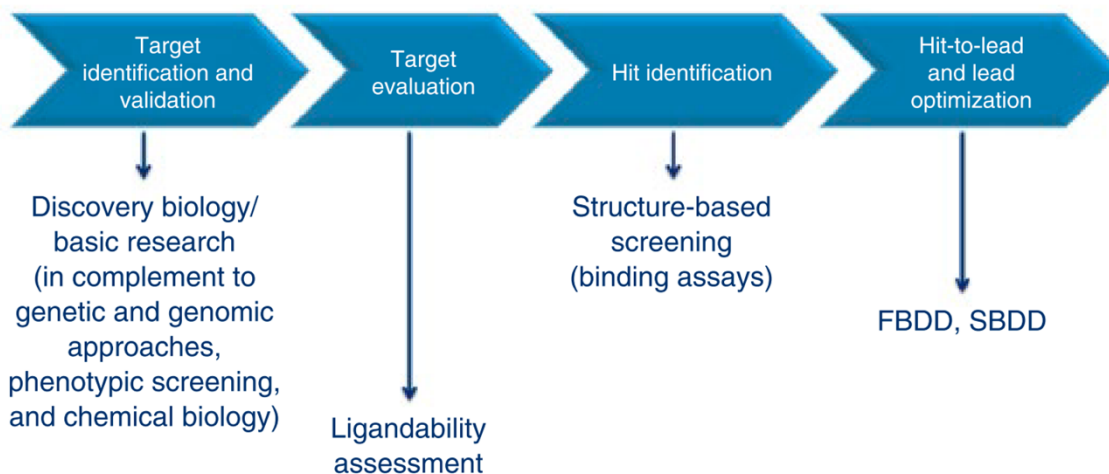 Target
identification and
validation
Target
evaluation
Hit identification
Hit-to-lead
and lead
optimization
Discovery biology/
basic research
(in complement to
genetic and genomic
approaches,
phenotypic screening,
and chemical biology)
Ligandability
assessment
Structure-based
screening
(binding assays)
FBDD, SBDD